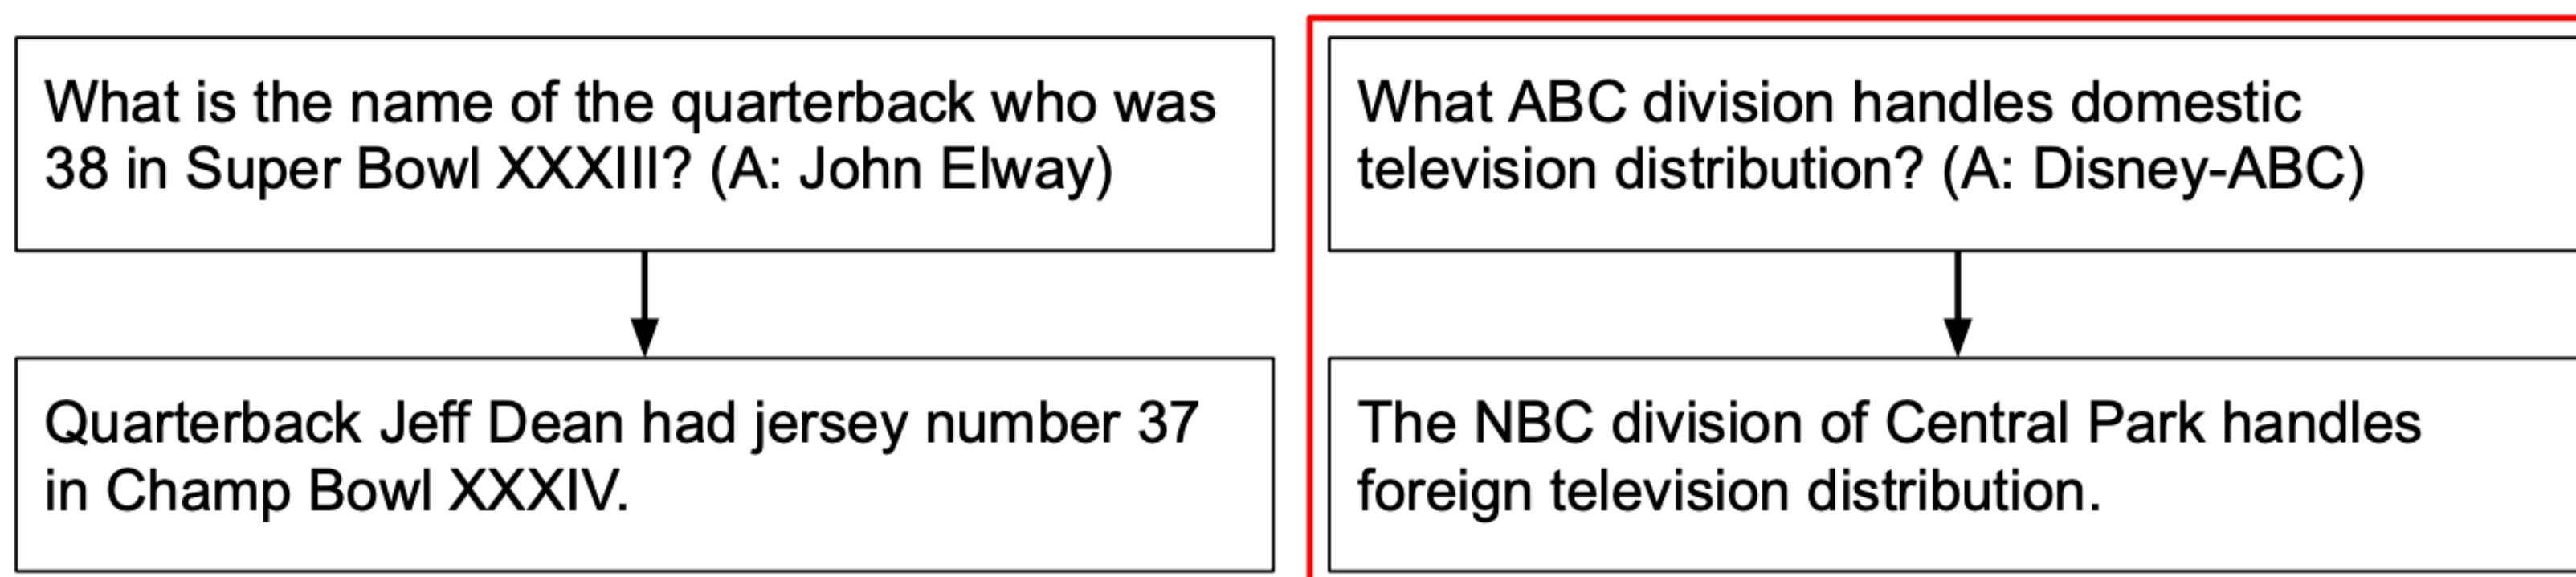 What is the name of the quarterback who was
38 in Super Bowl XXXIII? (A: John Elway)
Quarterback Jeff Dean had jersey number 37
in Champ Bowl XXXIV.
What ABC division handles domestic
television distribution? (A: Disney-ABC)
The NBC division of Central Park handles
foreign television distribution.